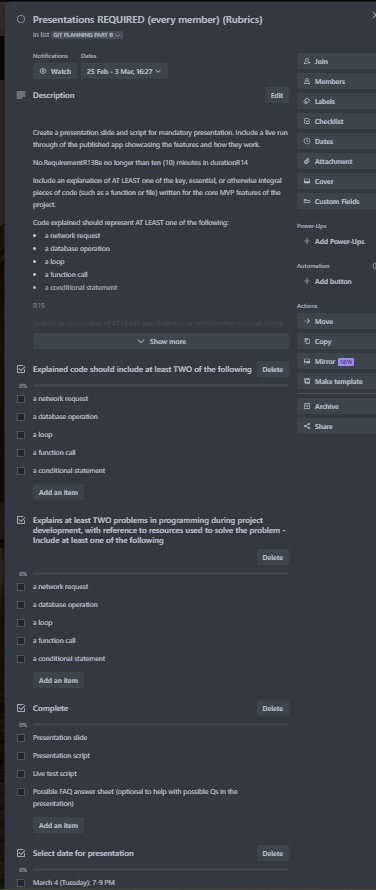 Presentations REQUIRED (every member) (Rubrics)
in list GIT PLANNING PART B
Notifications
Dates
Watch
25 Feb - 3 Mar, 16:27
Description
Edit
Create a presentation slide and script for mandatory presentation. Include a live run
through of the published app showcasing the features and how they work.
No.RequirementR13Be no longer than ten (10) minutes in durationR14
Include an explanation of AT LEAST one of the key, essential, or otherwise integral
pieces of code (such as a function or file) written for the core MVP features of the
project.
Code explained should represent AT LEAST one of the following:
• a network request
• a database operation
• a loop
• a function call
• a conditional statement
R15
Include an explanation of AT LEAST one challenge or problem that
Show more
Explained code should include at least TWO of the following
Delete
0%
a network request
a database operation
a loop
a function call
a conditional statement
Add an item
Explains at least TWO problems in programming during project
development, with reference to resources used to solve the problem -
Include at least one of the following
Delete
0%
a network request
a database operation
a loop
a function call
a conditional statement
Add an item
Complete
Delete
0%
Presentation slide
Presentation script
Live test script
Possible FAQ answer sheet (optional to help with possible Qs in the
presentation)
Add an item
Select date for presentation
Delete
0%
March 4 (Tuesday): 7-9 PM
Join
Members
Labels
Checklist
Dates
Attachment
Cover
Custom Fields
Power-Ups
Add Power-Ups
Automation
Add button
Actions
Move
Copy
Mirror NEW
Make template
Archive
Share